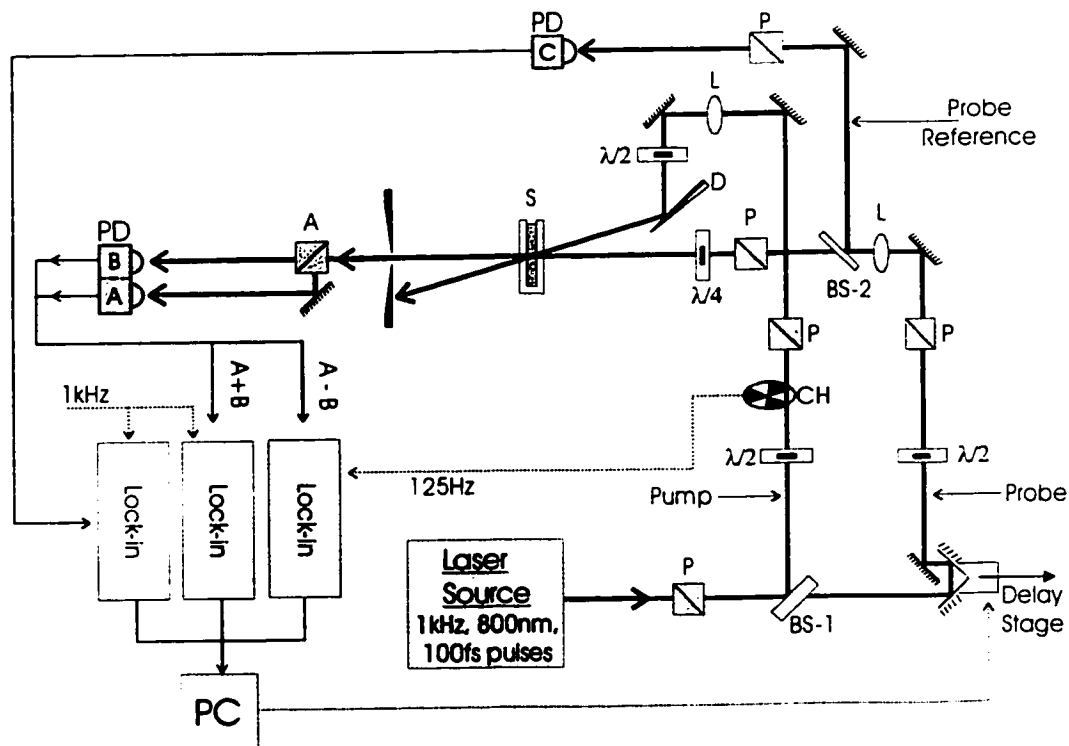 PD
C
P
L
Probe
Reference
λ/2
D
S
P
L
PD
A
B
A
λ/4
BS-2
P
P
A+B
A - B
1kHz
CH
λ/2
λ/2
Lock-in
Lock-in
Lock-in
125Hz
Pump
Probe
Laser
Source
1kHz, 800nm,
100fs pulses
P
BS-1
Delay
Stage
PC